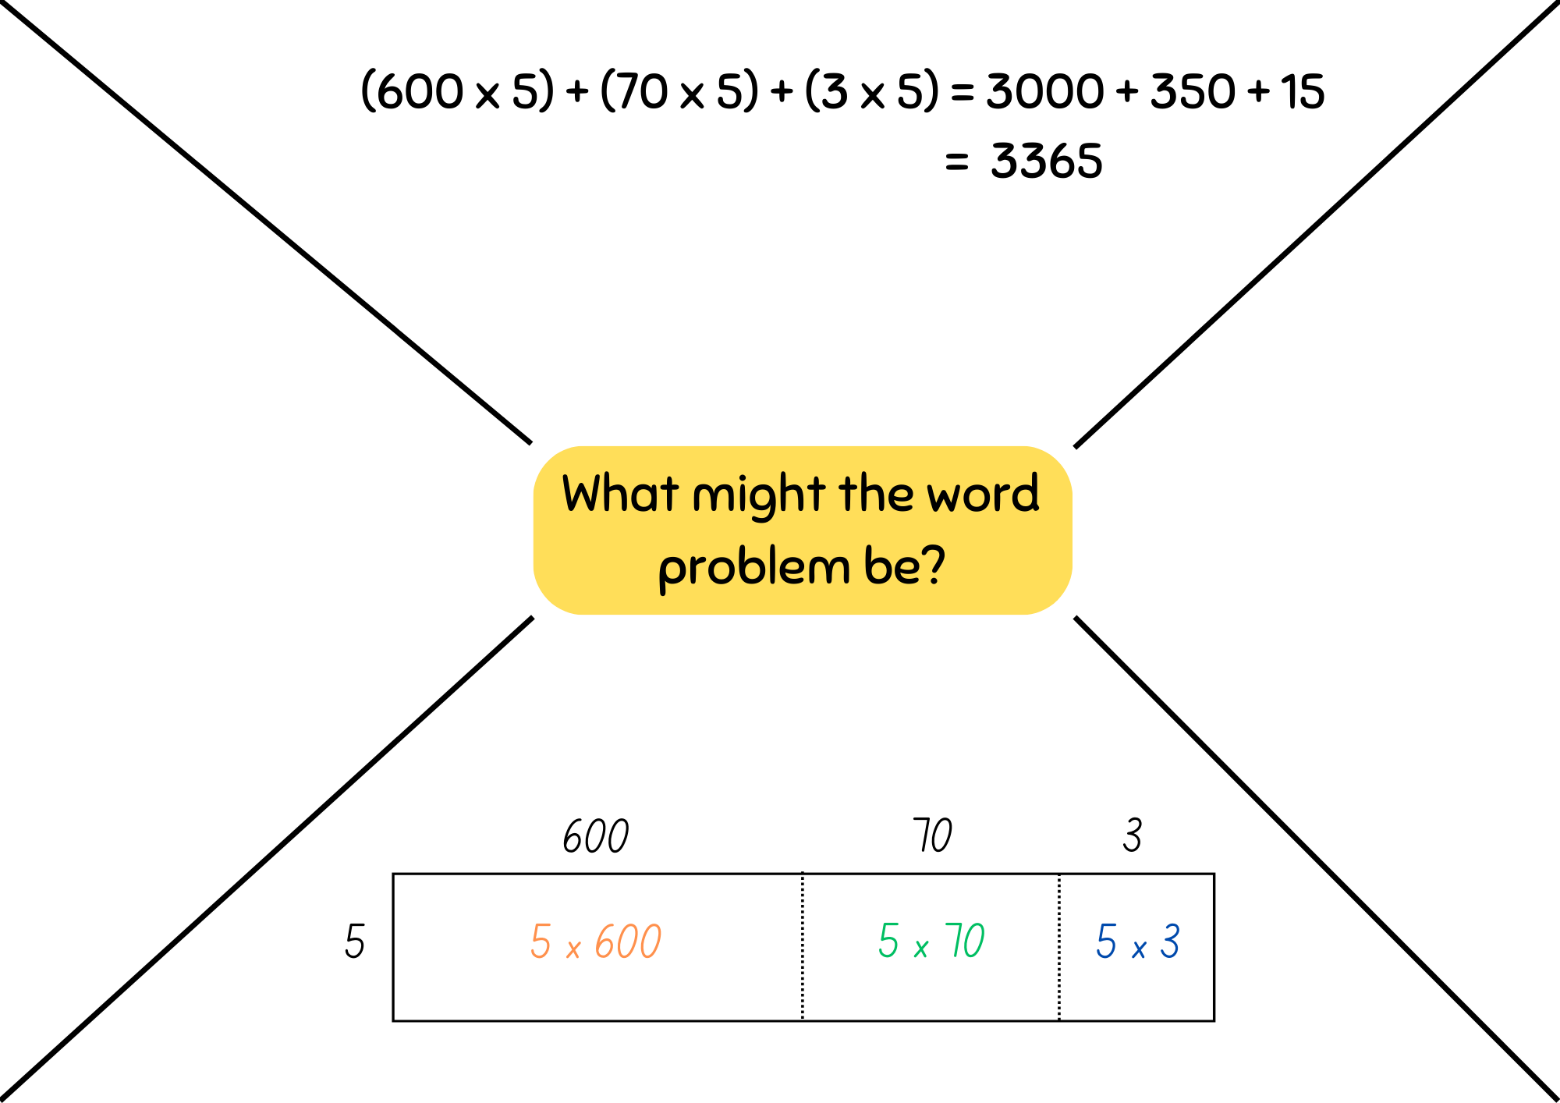 (600 x 5) + (70 x 5) + (3 x 5) = 3000 + 350 + 15
= 3365
What might the word
problem be?
600 70 3
5 5 x 600 5 x 70 5 x 3